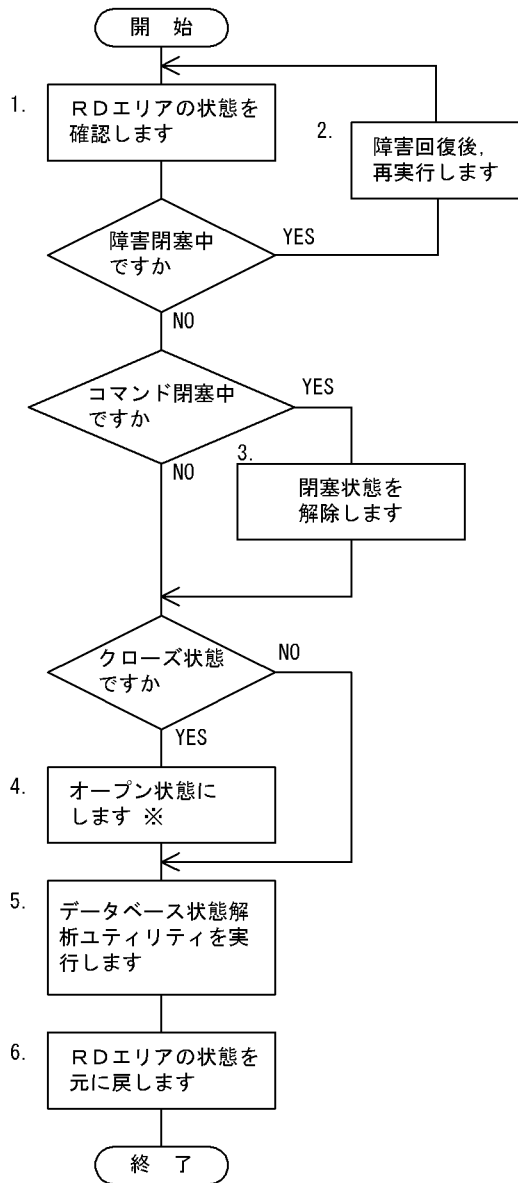 開 始
1.
RDエリアの状態を
確認します
2.
障害回復後，
再実行します
障害閉塞中
ですか
YES
NO
コマンド閉塞中
ですか
YES
NO
3.
閉塞状態を
解除します
クローズ状態
ですか
NO
YES
4.
オープン状態に
します ※
5.
データベース状態解
析ユティリティを実
行します
6.
RDエリアの状態を
元に戻します
終 了